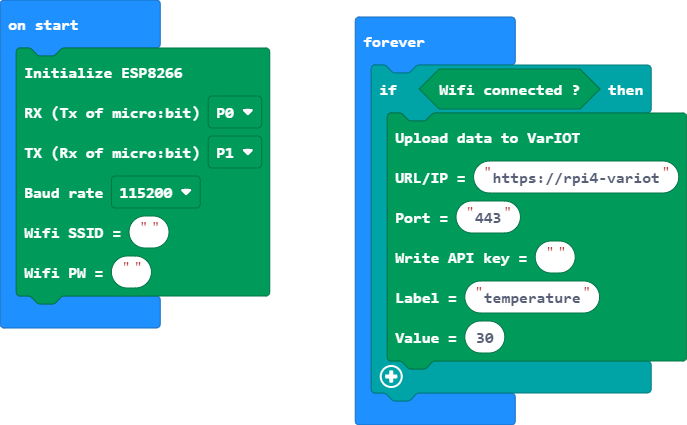 on start
Initialize ESP8266
RX (Tx of micro:bit) P0
TX (Rx of micro:bit) P1
Baud rate 115200
Wifi SSID = " "
Wifi PW = " "
forever
if Wifi connected ? then
Upload data to VarIOT
URL/IP = "https://rpi4-variot"
Port = "443"
Write API key = " "
Label = "temperature"
Value = 30